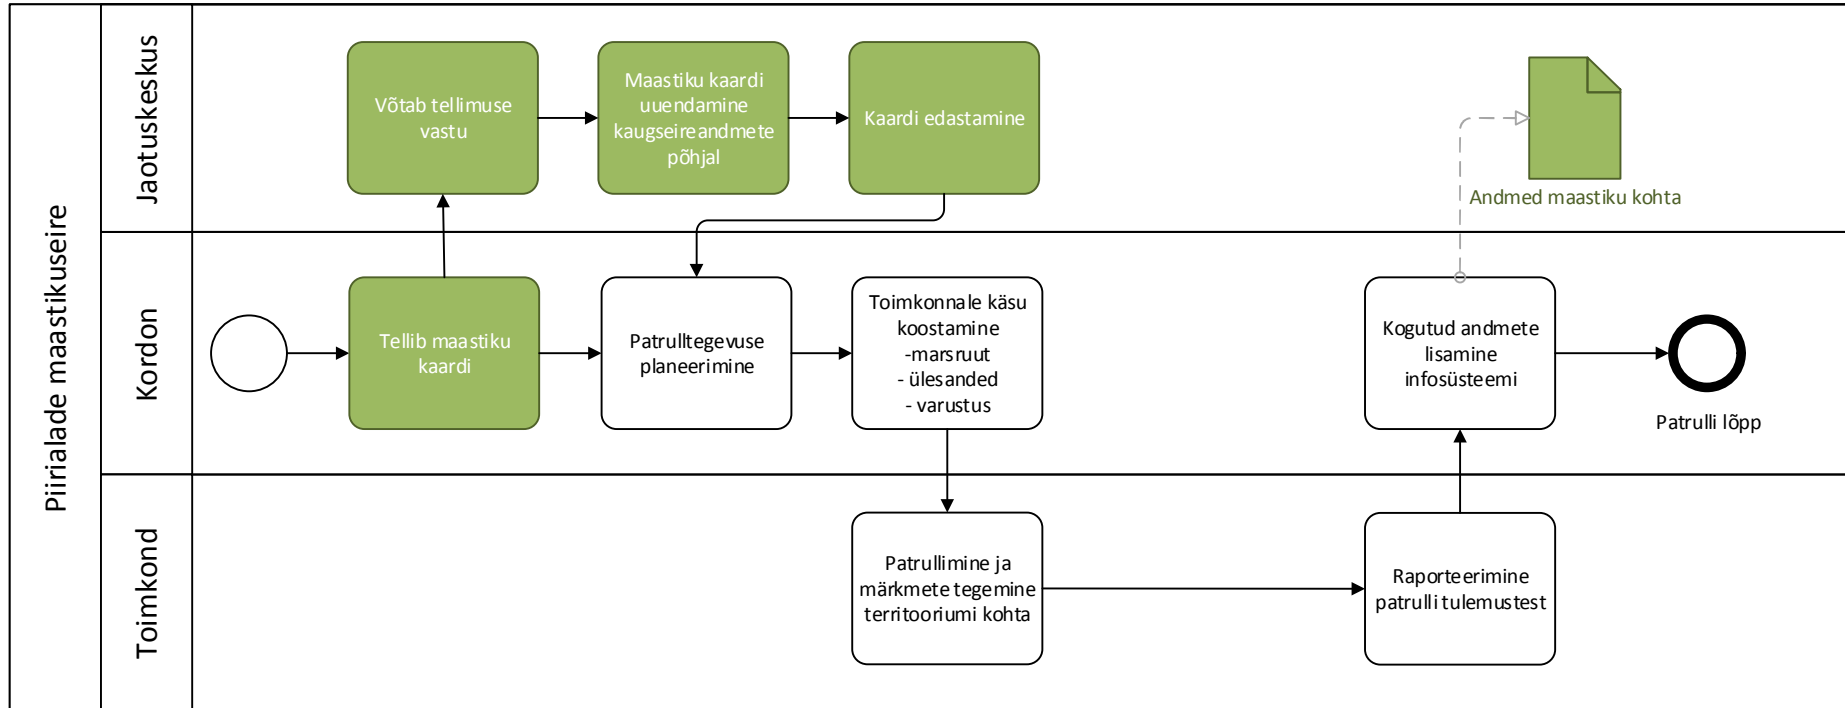 Piirialade maastikuseire
Jaotuskeskus
Võtab tellimuse
vastu
Maastiku kaardi
uuendamine
kaugseireandmete
põhjal
Kaardi edastamine
Andmed maastiku kohta
Kordon
Tellib maastiku
kaardi
Patrulltegevuse
planeerimine
Toimkonnale käsu
koostamine
-marsruut
- ülesanded
- varustus
Kogutud andmete
lisamine
infosüsteemi
Patrulli lõpp
Toimkond
Patrullimine ja
märkmete tegemine
territooriumi kohta
Raporteerimine
patrulli tulemustest